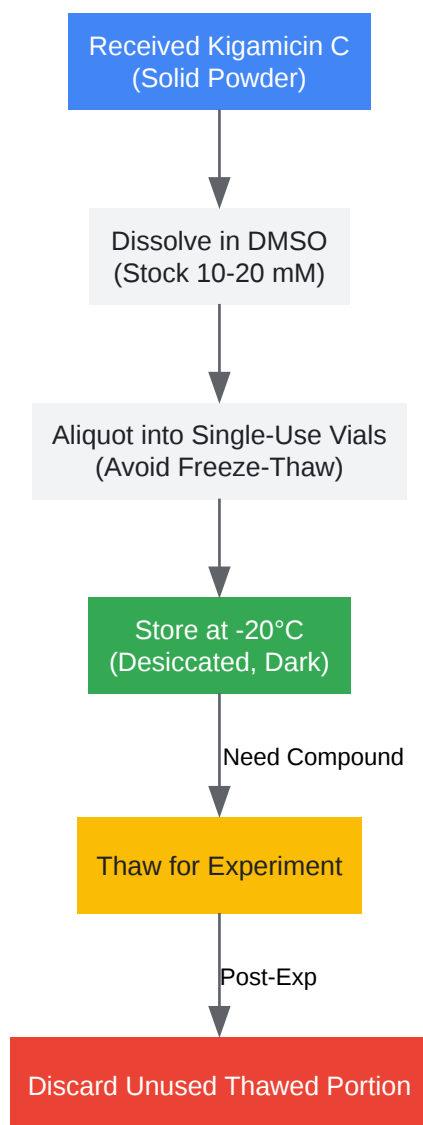 Received Kigamicin C
(Solid Powder)
Dissolve in DMSO
(Stock 10-20 mM)
Aliquot into Single-Use Vials
(Avoid Freeze-Thaw)
Store at -20°C
(Desiccated, Dark)
Need Compound
Thaw for Experiment
Post-Exp
Discard Unused Thawed Portion